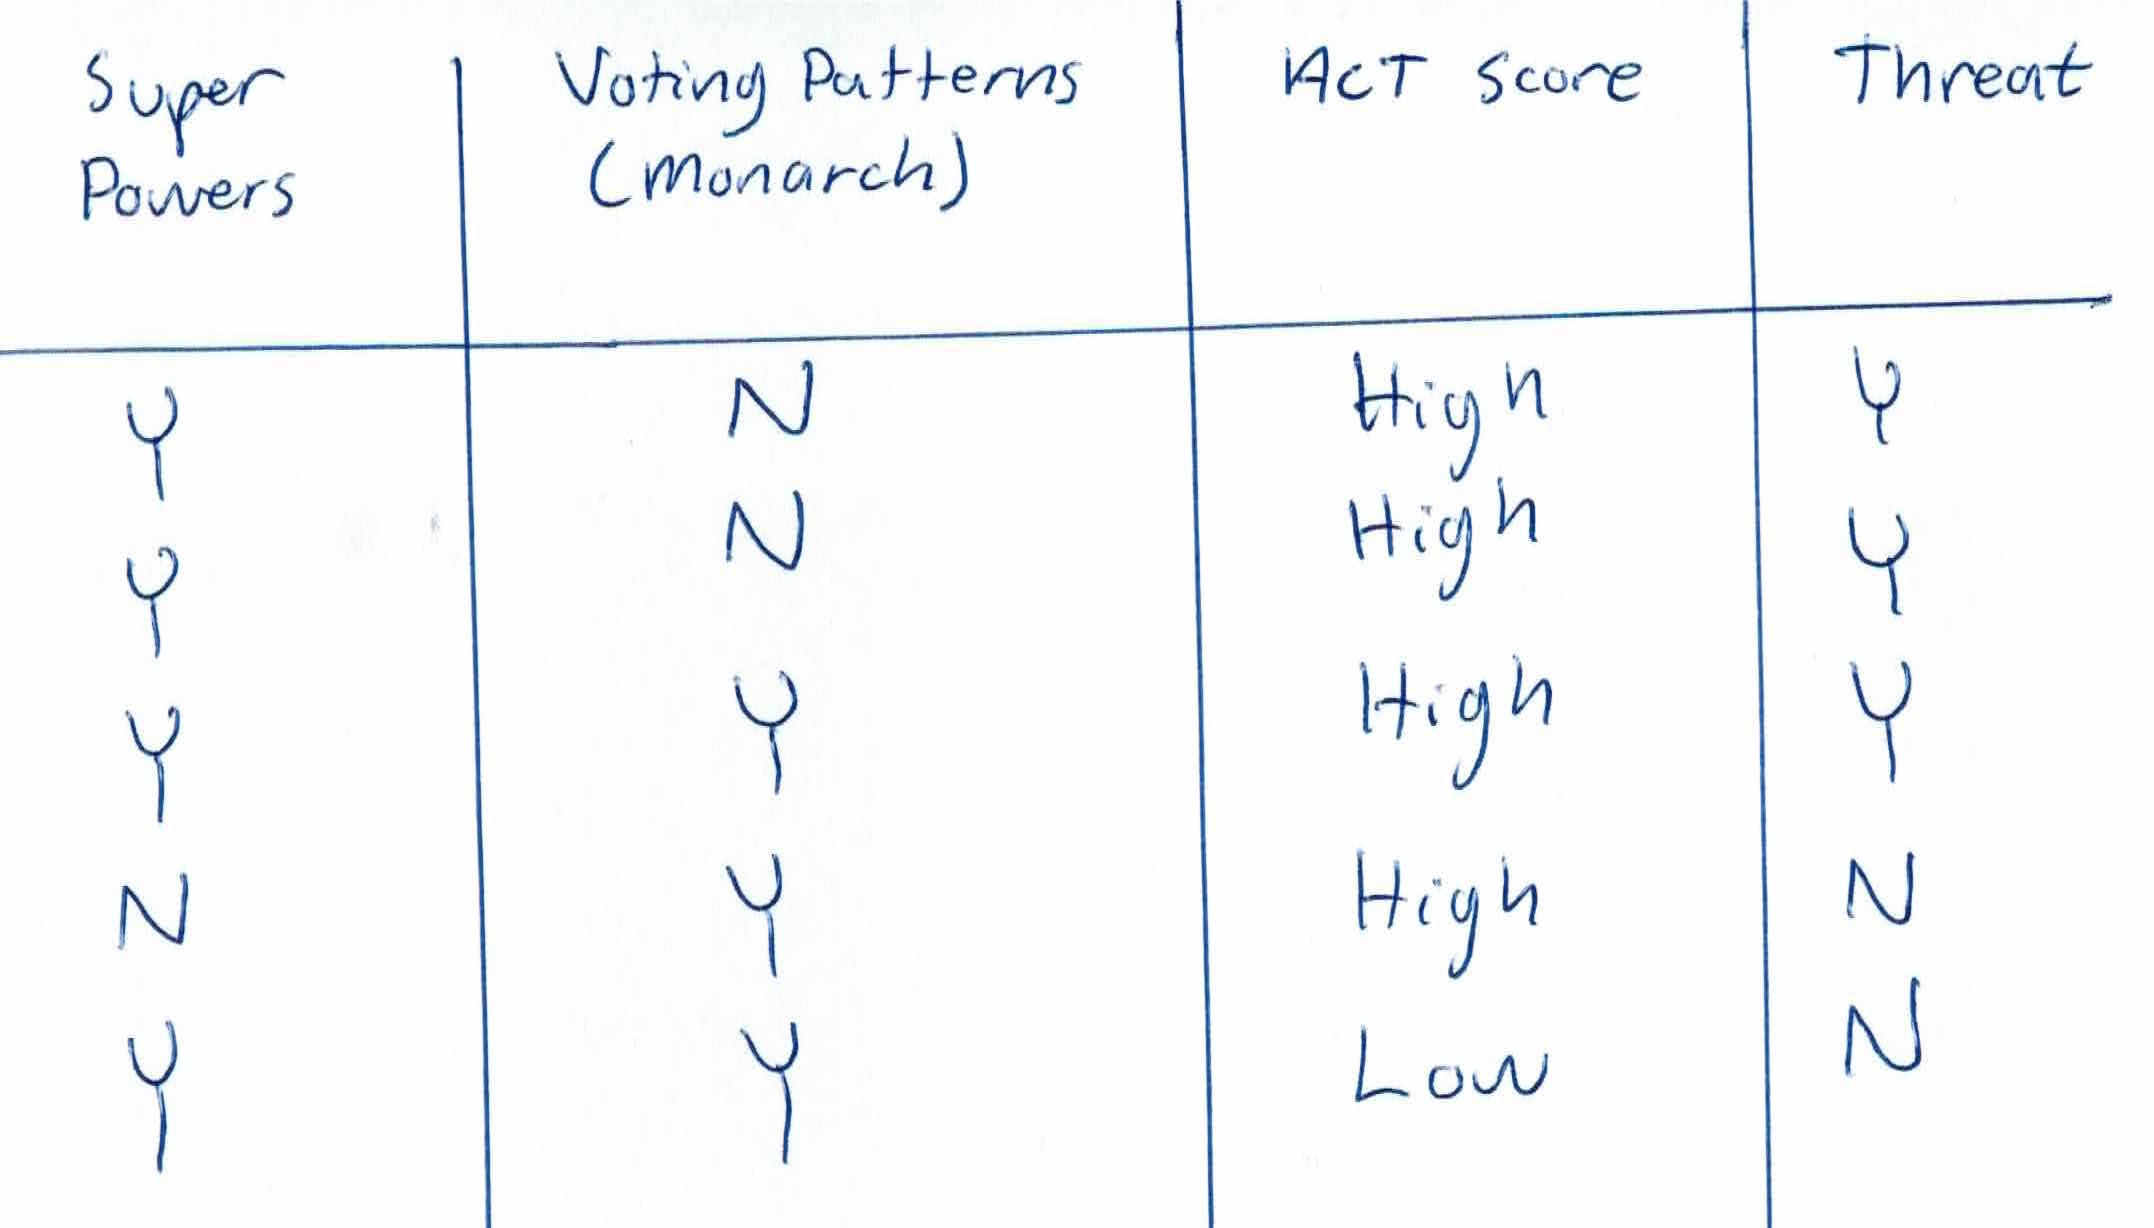 Super Powers | Voting Patterns (Monarch) | ACT Score | Threat
Y | N | High | Y
Y | N | High | Y
Y | Y | High | Y
N | Y | High | N
Y | Y | Low | N